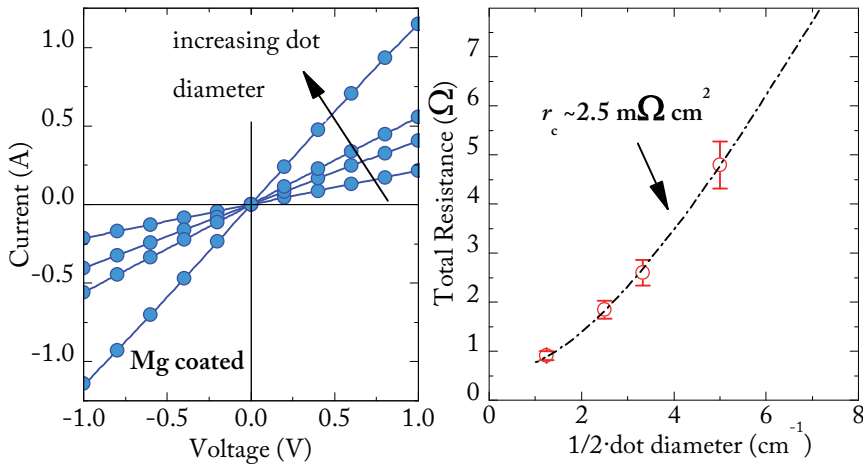 1.0
0.5
0.0
-0.5
-1.0
Current (A)
increasing dot
diameter
Mg coated
-1.0 -0.5 0.0 0.5 1.0
Voltage (V)
7
6
5
4
3
2
1
0
Total Resistance (Ω)
r_c ~2.5 mΩ cm²
0 2 4 6 8
1/2·dot diameter (cm⁻¹)